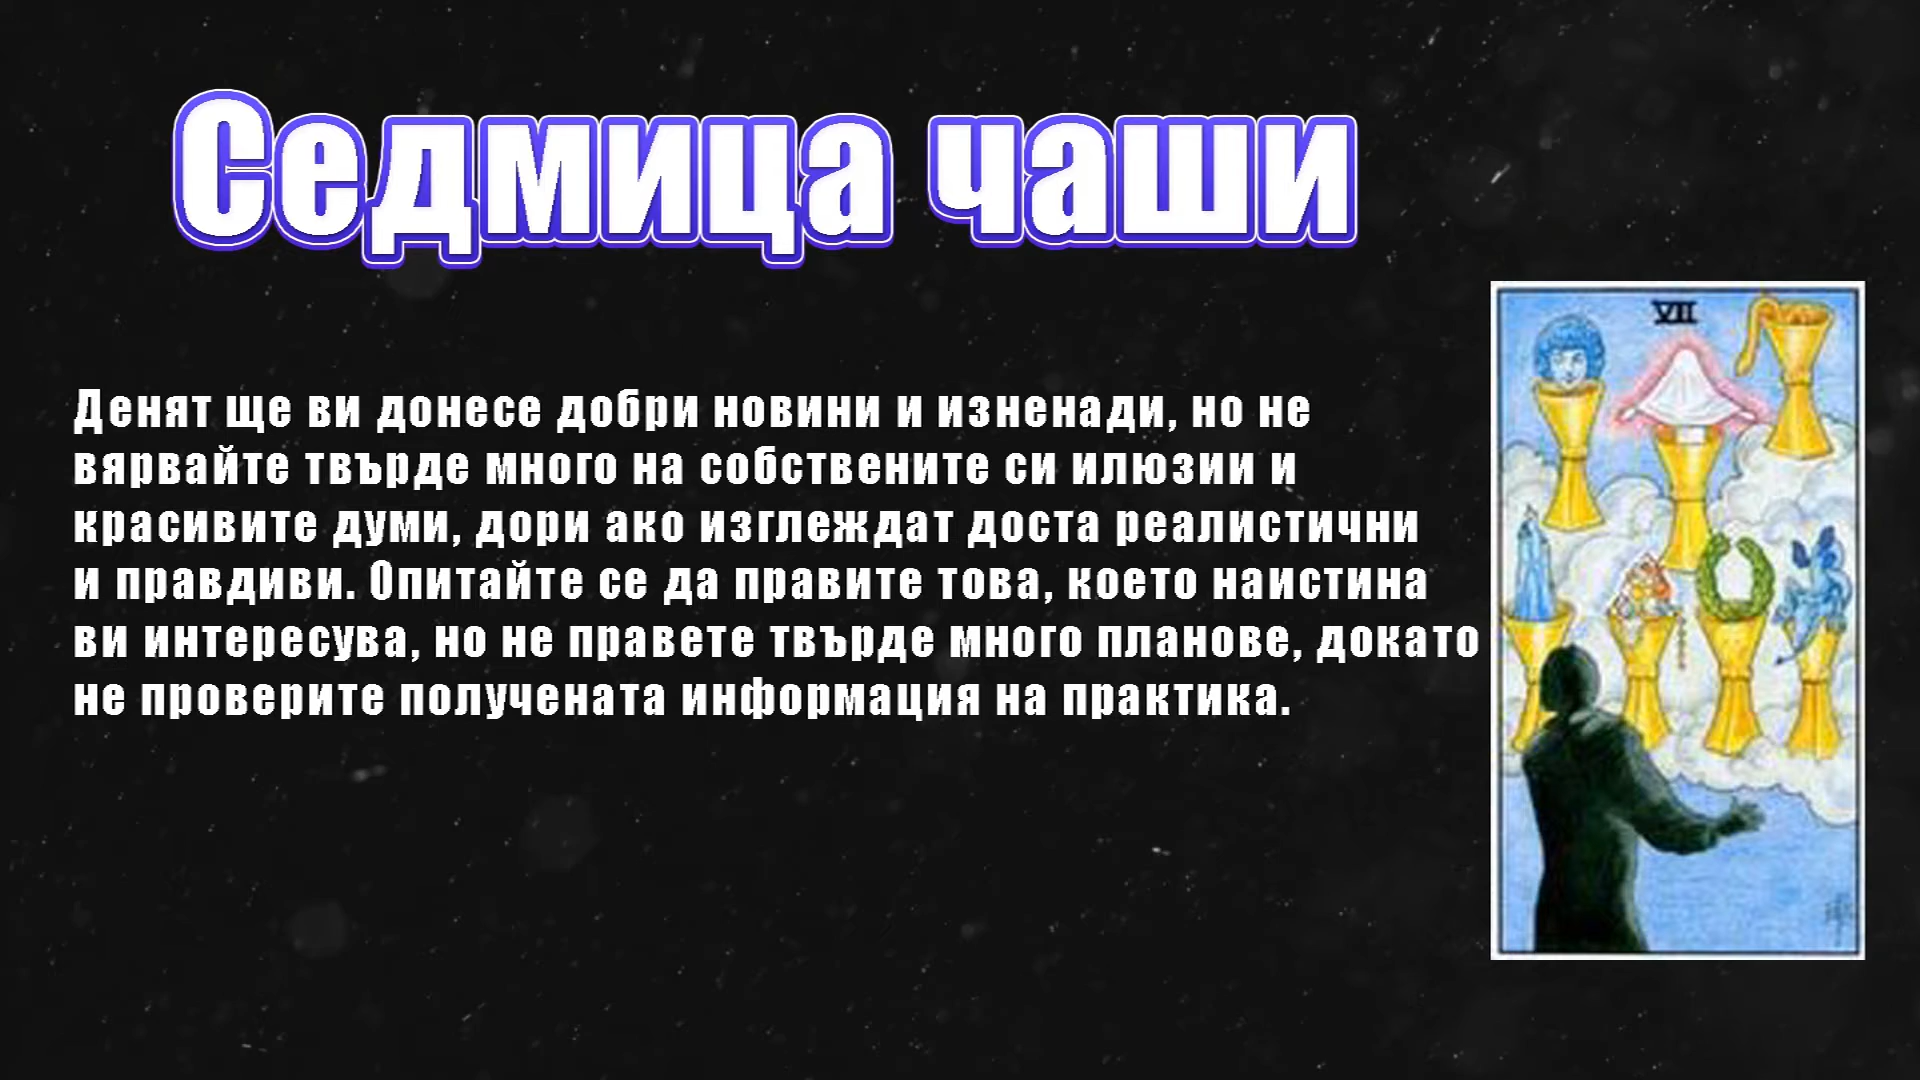 Седмица чаши
VII
Денят ще ви донесе добри новини и изненади, но не
вярвайте твърде много на собствените си илюзии и
красивите думи, дори ако изглеждат доста реалистични
и правдиви. Опитайте се да правите това, което наистина
ви интересува, но не правете твърде много планове, докато
не проверите получената информация на практика.